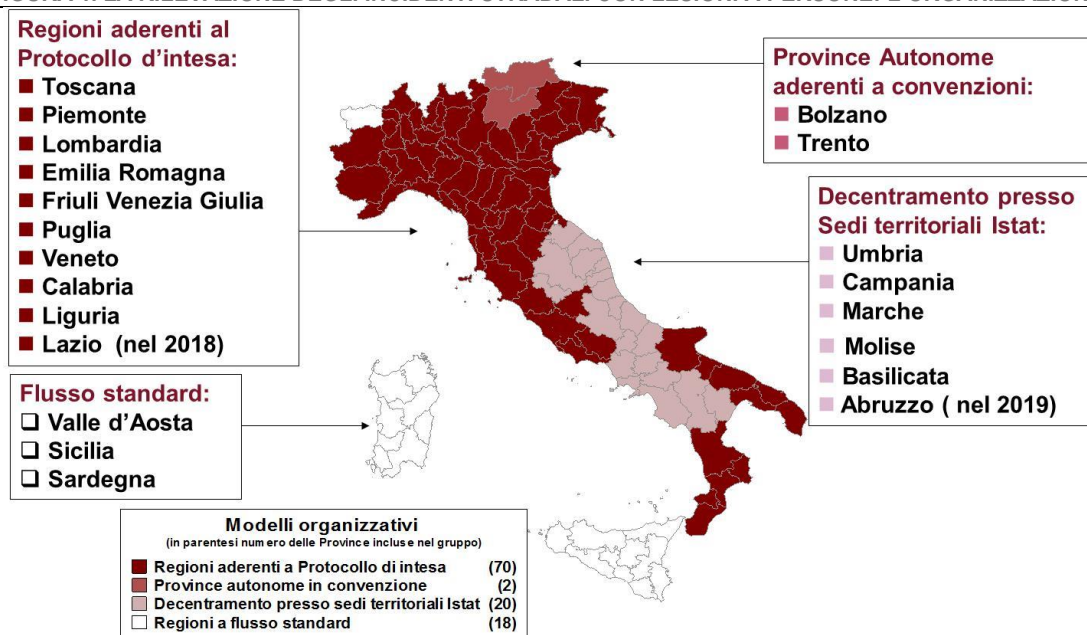 Regioni aderenti al
Protocollo d'intesa:
Toscana
Piemonte
Lombardia
Emilia Romagna
Friuli Venezia Giulia
Puglia
Veneto
Calabria
Liguria
Lazio (nel 2018)
Flusso standard:
Valle d'Aosta
Sicilia
Sardegna
Province Autonome
aderenti a convenzioni:
Bolzano
Trento
Decentramento presso
Sedi territoriali Istat:
Umbria
Campania
Marche
Molise
Basilicata
Abruzzo ( nel 2019)
Modelli organizzativi
(in parentesi numero delle Province incluse nel gruppo)
Regioni aderenti a Protocollo di intesa (70)
Province autonome in convenzione (2)
Decentramento presso sedi territoriali Istat (20)
Regioni a flusso standard (18)